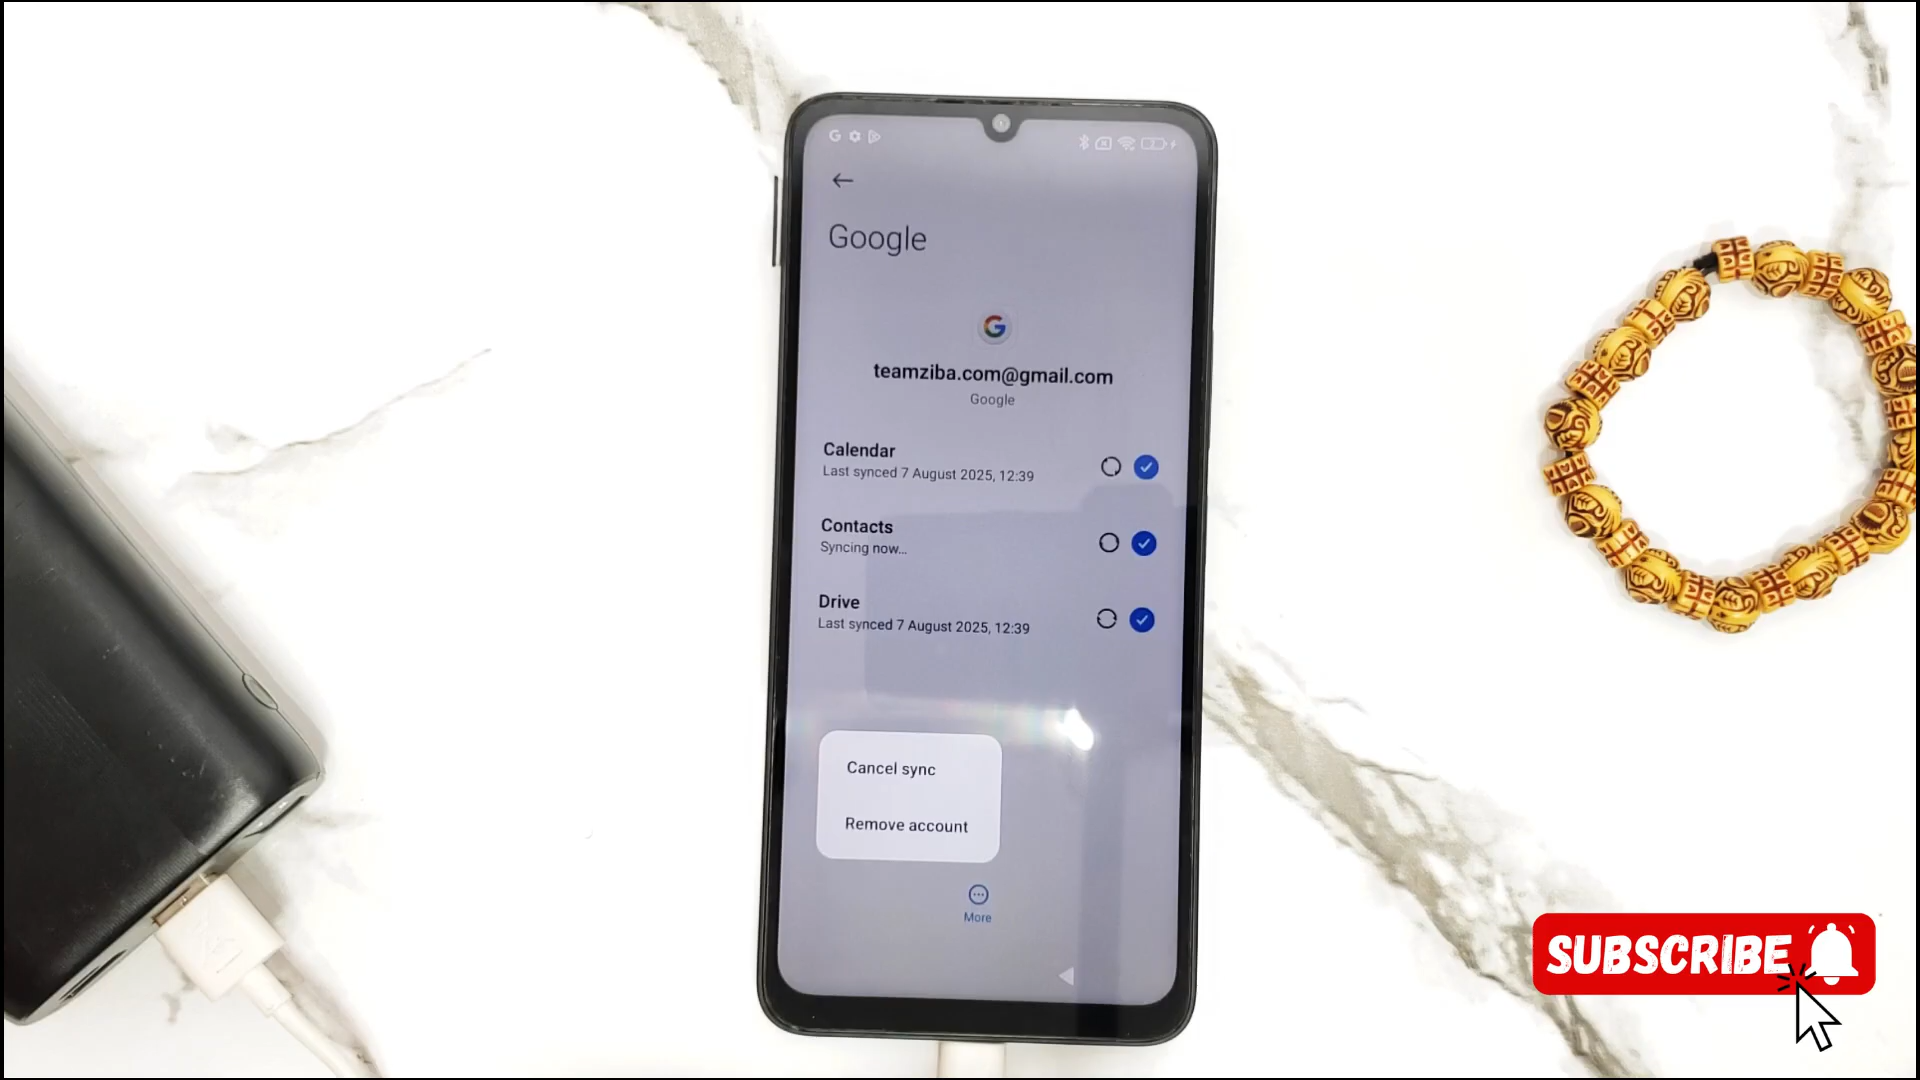 Google
teamziba.com@gmail.com
Google
Calendar
Last synced 7 August 2025, 12:39
Contacts
Syncing now...
Drive
Last synced 7 August 2025, 12:39
Cancel sync
Remove account
More
SUBSCRIBE